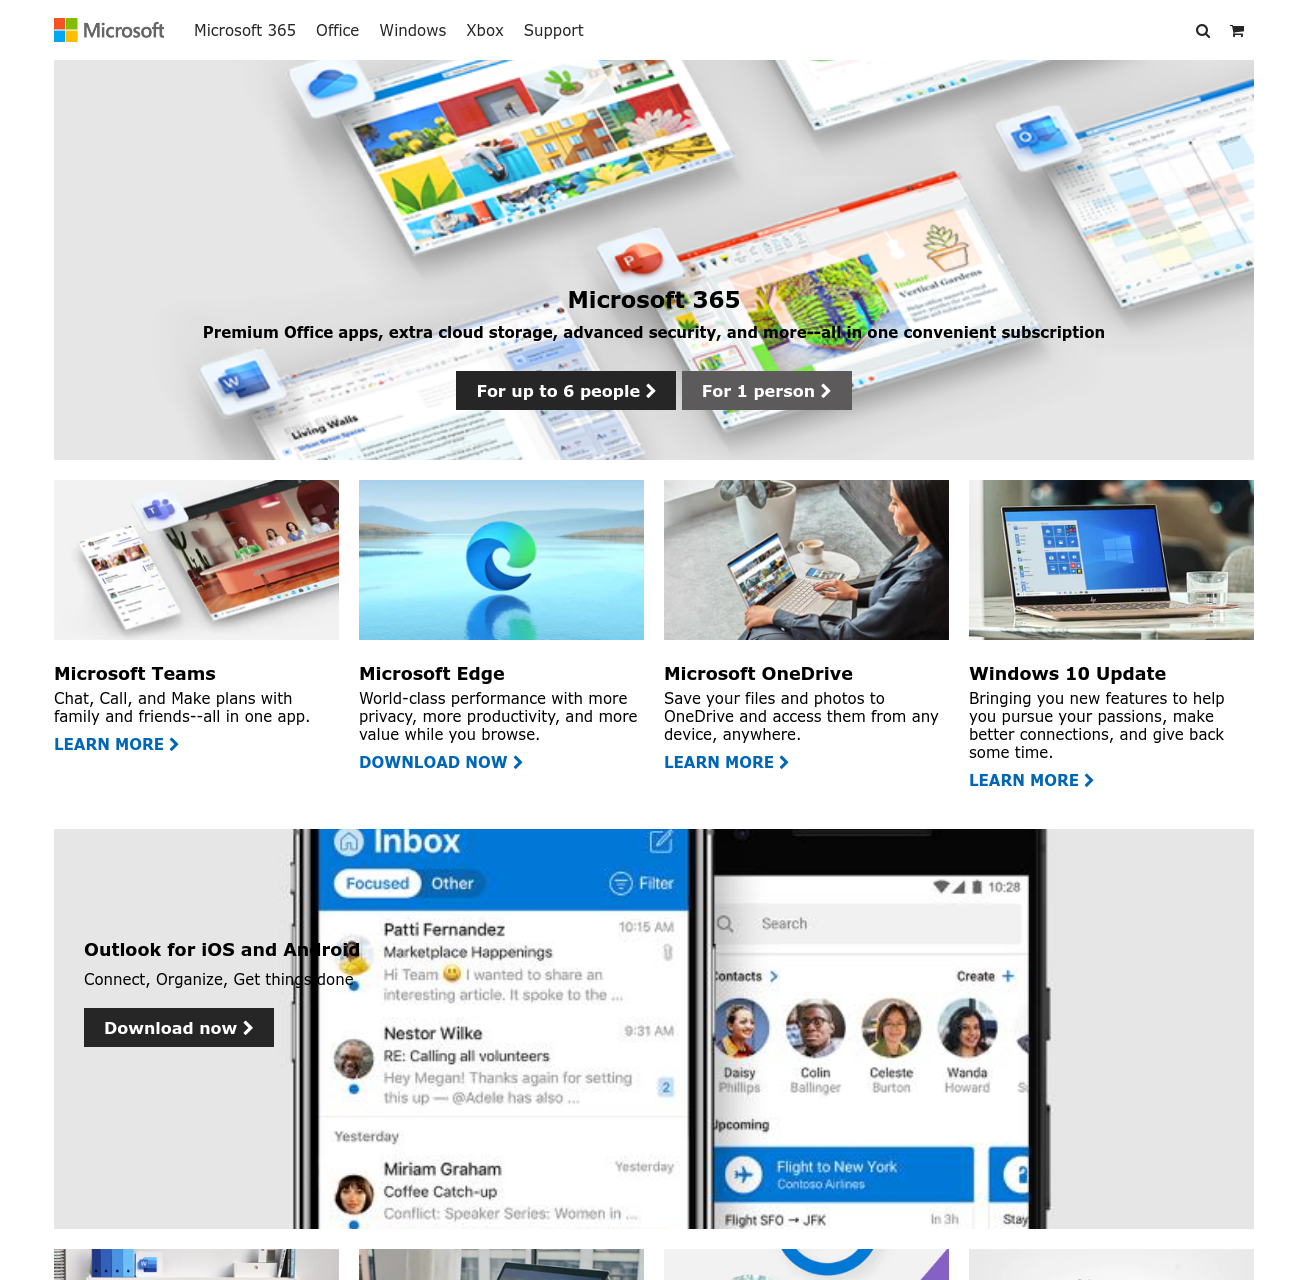 Microsoft
Microsoft 365 Office Windows Xbox Support
Indoor
Vertical Gardens
Microsoft 365
Premium Office apps, extra cloud storage, advanced security, and more--all in one convenient subscription
For up to 6 people
For 1 person
W
Living Walls
Urban Great Spaces
P
T
Microsoft Teams
Chat, Call, and Make plans with
family and friends--all in one app.
LEARN MORE
Microsoft Edge
World-class performance with more
privacy, more productivity, and more
value while you browse.
DOWNLOAD NOW
Microsoft OneDrive
Save your files and photos to
OneDrive and access them from any
device, anywhere.
LEARN MORE
Windows 10 Update
Bringing you new features to help
you pursue your passions, make
better connections, and give back
some time.
LEARN MORE
Outlook for iOS and Android
Connect, Organize, Get things done
Download now
Inbox
Focused Other Filter
Patti Fernandez 10:15 AM
Marketplace Happenings
Hi Team 😀 I wanted to share an
interesting article. It spoke to the ...
Nestor Wilke 9:31 AM
RE: Calling all volunteers
Hey Megan! Thanks again for setting
this up — @Adele has also ... 2
Yesterday
Miriam Graham Yesterday
Coffee Catch-up
Conflict: Speaker Series: Women in ...
10:28
Search
Contacts Create +
Daisy Colin Celeste Wanda
Phillips Ballinger Burton Howard
Upcoming
Flight to New York
Contoso Airlines
Flight SFO → JFK In 3h Stay
W